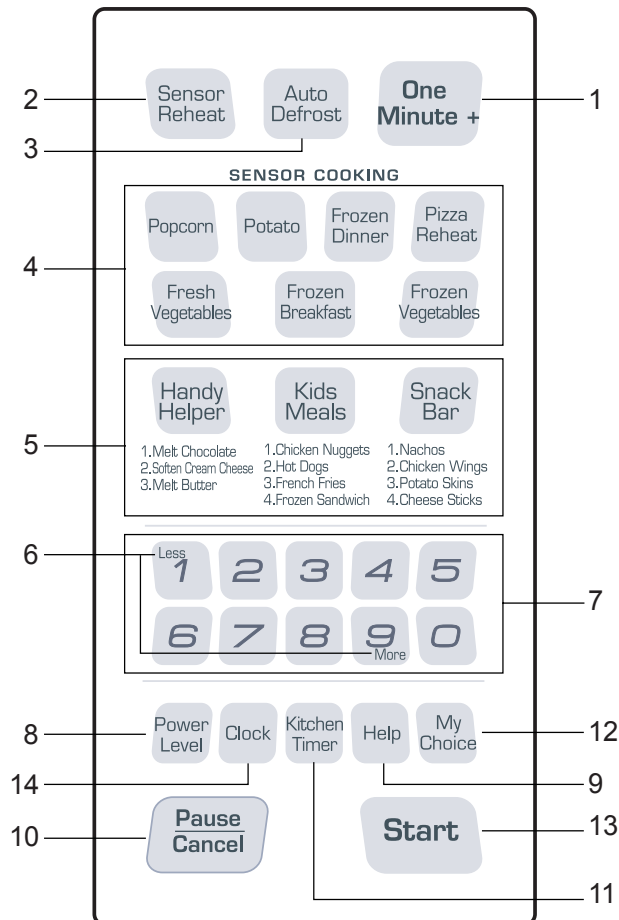 Sensor
Reheat
Auto
Defrost
One
Minute +
2
1
3
SENSOR COOKING
Popcorn
Potato
Frozen
Dinner
Pizza
Reheat
4
Fresh
Vegetables
Frozen
Breakfast
Frozen
Vegetables
5
Handy
Helper
1.Melt Chocolate
2.Soften Cream Cheese
3.Melt Butter
Kids
Meals
1.Chicken Nuggets
2.Hot Dogs
3.French Fries
4.Frozen Sandwich
Snack
Bar
1.Nachos
2.Chicken Wings
3.Potato Skins
4.Cheese Sticks
6
Less
1 2 3 4 5
7
6 7 8 9 0
More
8
Power
Level
Clock
Kitchen
Timer
Help
My
Choice
12
14
9
10
Pause
Cancel
Start
13
11